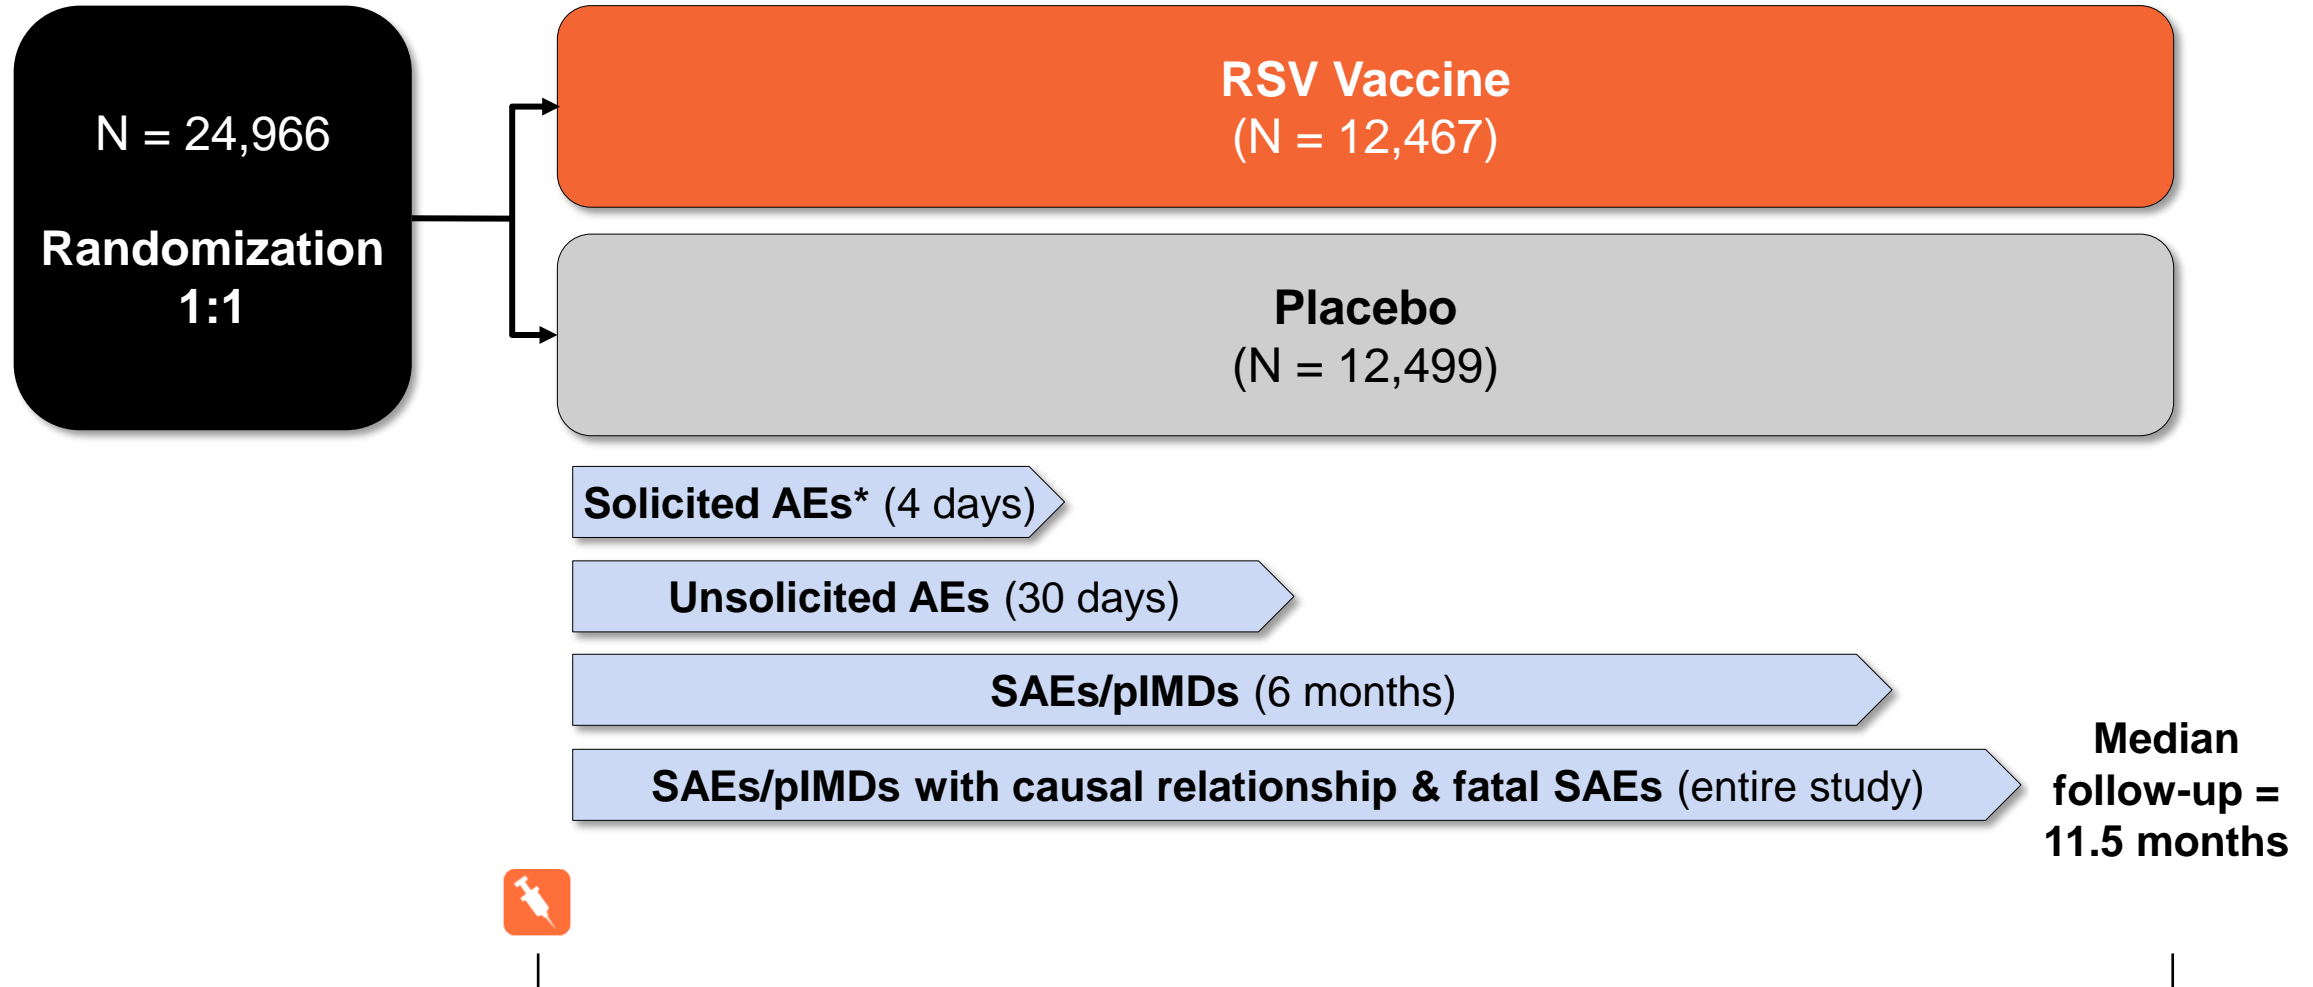 N = 24,966
Randomization
1:1
RSV Vaccine
(N = 12,467)
Placebo
(N = 12,499)
Solicited AEs* (4 days)
Unsolicited AEs (30 days)
SAEs/pIMDs (6 months)
SAEs/pIMDs with causal relationship & fatal SAEs (entire study)
Median
follow-up =
11.5 months